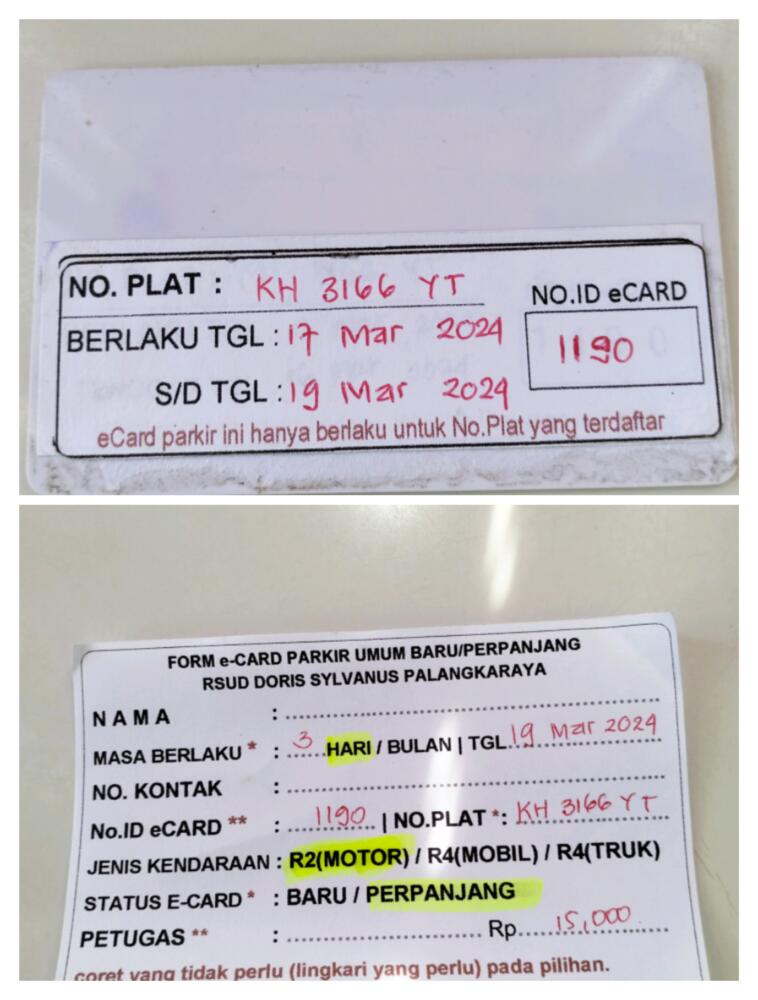 NO. PLAT : KH 3166 YT
NO.ID eCARD
BERLAKU TGL : 17 Mar 2024
1190
S/D TGL : 19 Mar 2024
eCard parkir ini hanya berlaku untuk No.Plat yang terdaftar
FORM e-CARD PARKIR UMUM BARU/PERPANJANG
RSUD DORIS SYLVANUS PALANGKARAYA
NAMA : ..........
MASA BERLAKU * : 3 HARI / BULAN | TGL 19 Mar 2024
NO. KONTAK : ..........
No.ID eCARD ** : 1190 | NO.PLAT *: KH 3166 YT
JENIS KENDARAAN : R2(MOTOR) / R4(MOBIL) / R4(TRUK)
STATUS E-CARD * : BARU / PERPANJANG
PETUGAS ** : .......... Rp. 15,000
coret yang tidak perlu (lingkari yang perlu) pada pilihan.